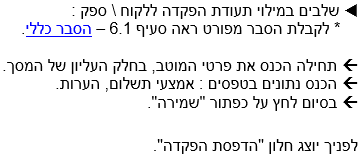 ◄ שלבים במילוי תעודת הפקדה ללקוח \ ספק :
* לקבלת הסבר מפורט ראה סעיף 6.1 – הסבר כללי.
← תחילה הכנס את פרטי המוטב, בחלק העליון של המסך.
← הכנס נתונים בטפסים : אמצעי תשלום, הערות.
← בסיום לחץ על כפתור "שמירה".
לפניך יוצג חלון "הדפסת הפקדה".